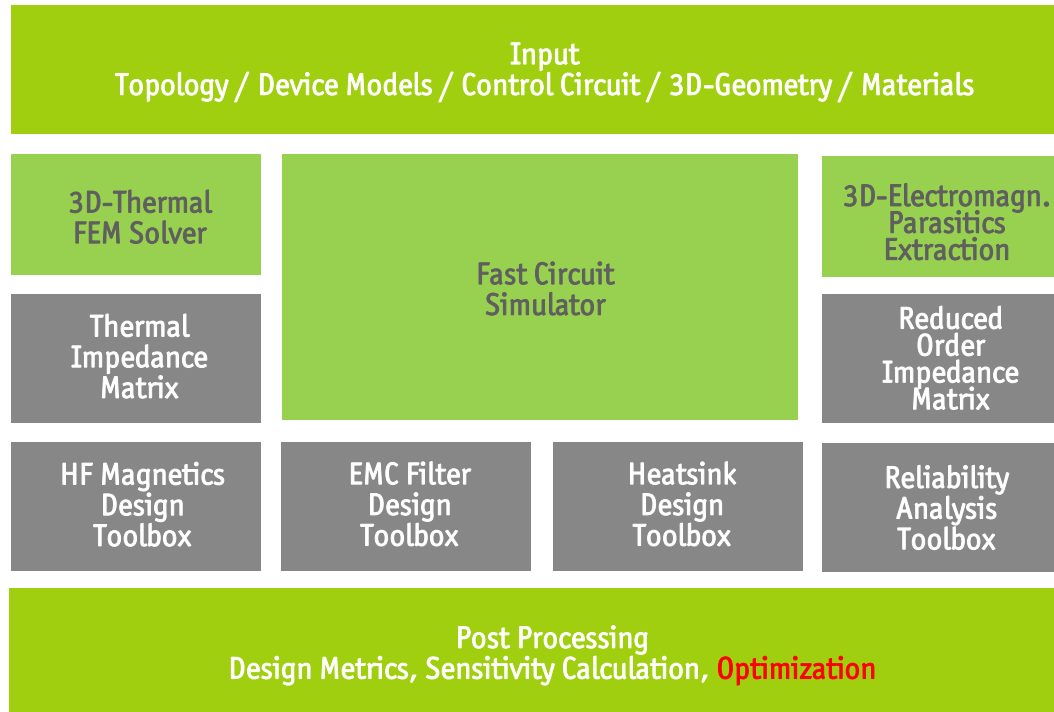 Input
Topology / Device Models / Control Circuit / 3D-Geometry / Materials
3D-Thermal
FEM Solver
Fast Circuit
Simulator
3D-Electromagn.
Parasitics
Extraction
Thermal
Impedance
Matrix
Reduced
Order
Impedance
Matrix
HF Magnetics
Design
Toolbox
EMC Filter
Design
Toolbox
Heatsink
Design
Toolbox
Reliability
Analysis
Toolbox
Post Processing
Design Metrics, Sensitivity Calculation, Optimization